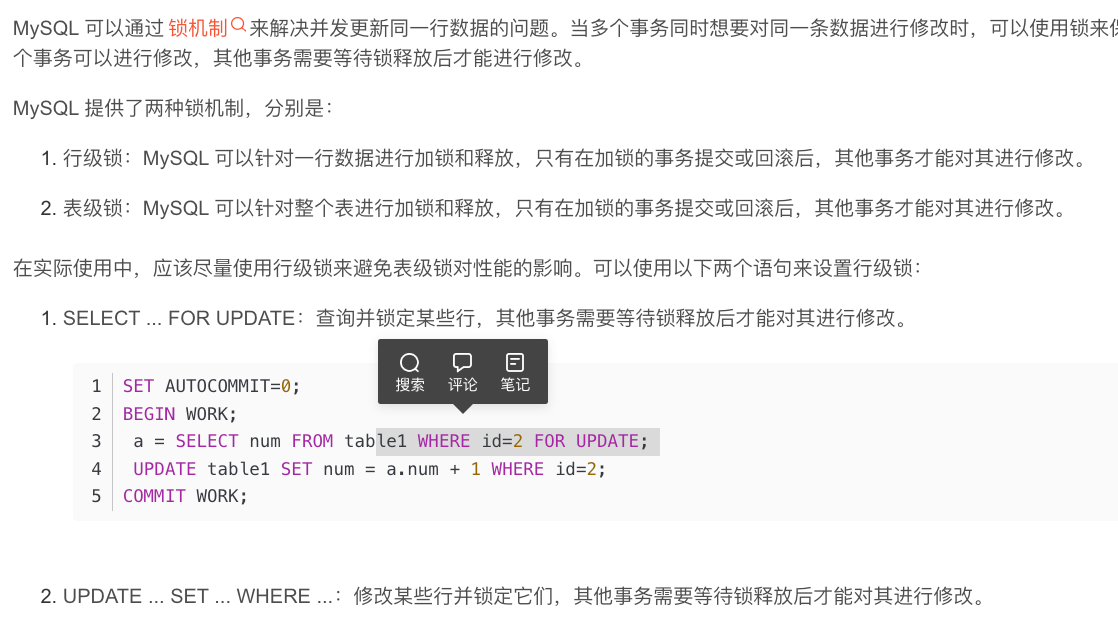 MySQL 可以通过 锁机制 来解决并发更新同一行数据的问题。当多个事务同时想要对同一条数据进行修改时，可以使用锁来保
个事务可以进行修改，其他事务需要等待锁释放后才能进行修改。
MySQL 提供了两种锁机制，分别是：
1. 行级锁：MySQL 可以针对一行数据进行加锁和释放，只有在加锁的事务提交或回滚后，其他事务才能对其进行修改。
2. 表级锁：MySQL 可以针对整个表进行加锁和释放，只有在加锁的事务提交或回滚后，其他事务才能对其进行修改。
在实际使用中，应该尽量使用行级锁来避免表级锁对性能的影响。可以使用以下两个语句来设置行级锁：
1. SELECT ... FOR UPDATE：查询并锁定某些行，其他事务需要等待锁释放后才能对其进行修改。
搜索 评论 笔记
1 SET AUTOCOMMIT=0;
2 BEGIN WORK;
3 a = SELECT num FROM table1 WHERE id=2 FOR UPDATE;
4 UPDATE table1 SET num = a.num + 1 WHERE id=2;
5 COMMIT WORK;
2. UPDATE ... SET ... WHERE ...：修改某些行并锁定它们，其他事务需要等待锁释放后才能对其进行修改。